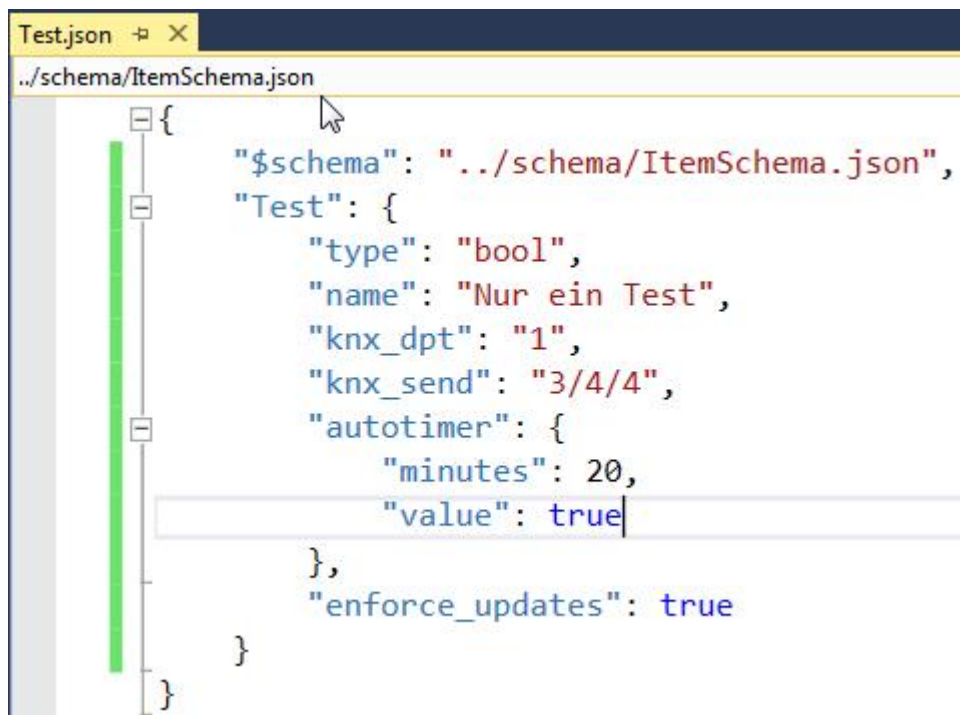 Test.json
../schema/ItemSchema.json
{
    "$schema": "../schema/ItemSchema.json",
    "Test": {
        "type": "bool",
        "name": "Nur ein Test",
        "knx_dpt": "1",
        "knx_send": "3/4/4",
        "autotimer": {
            "minutes": 20,
            "value": true
        },
        "enforce_updates": true
    }
}